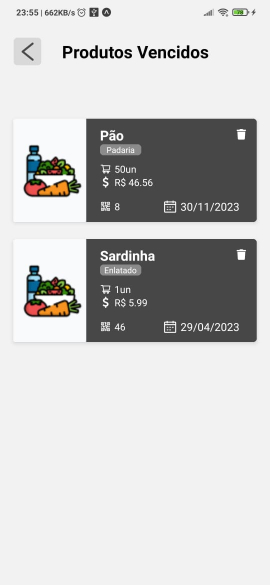 23:55 | 662KB/s
78
Produtos Vencidos
Pão
Padaria
50un
R$ 46.56
8
30/11/2023
Sardinha
Enlatado
1un
R$ 5.99
46
29/04/2023